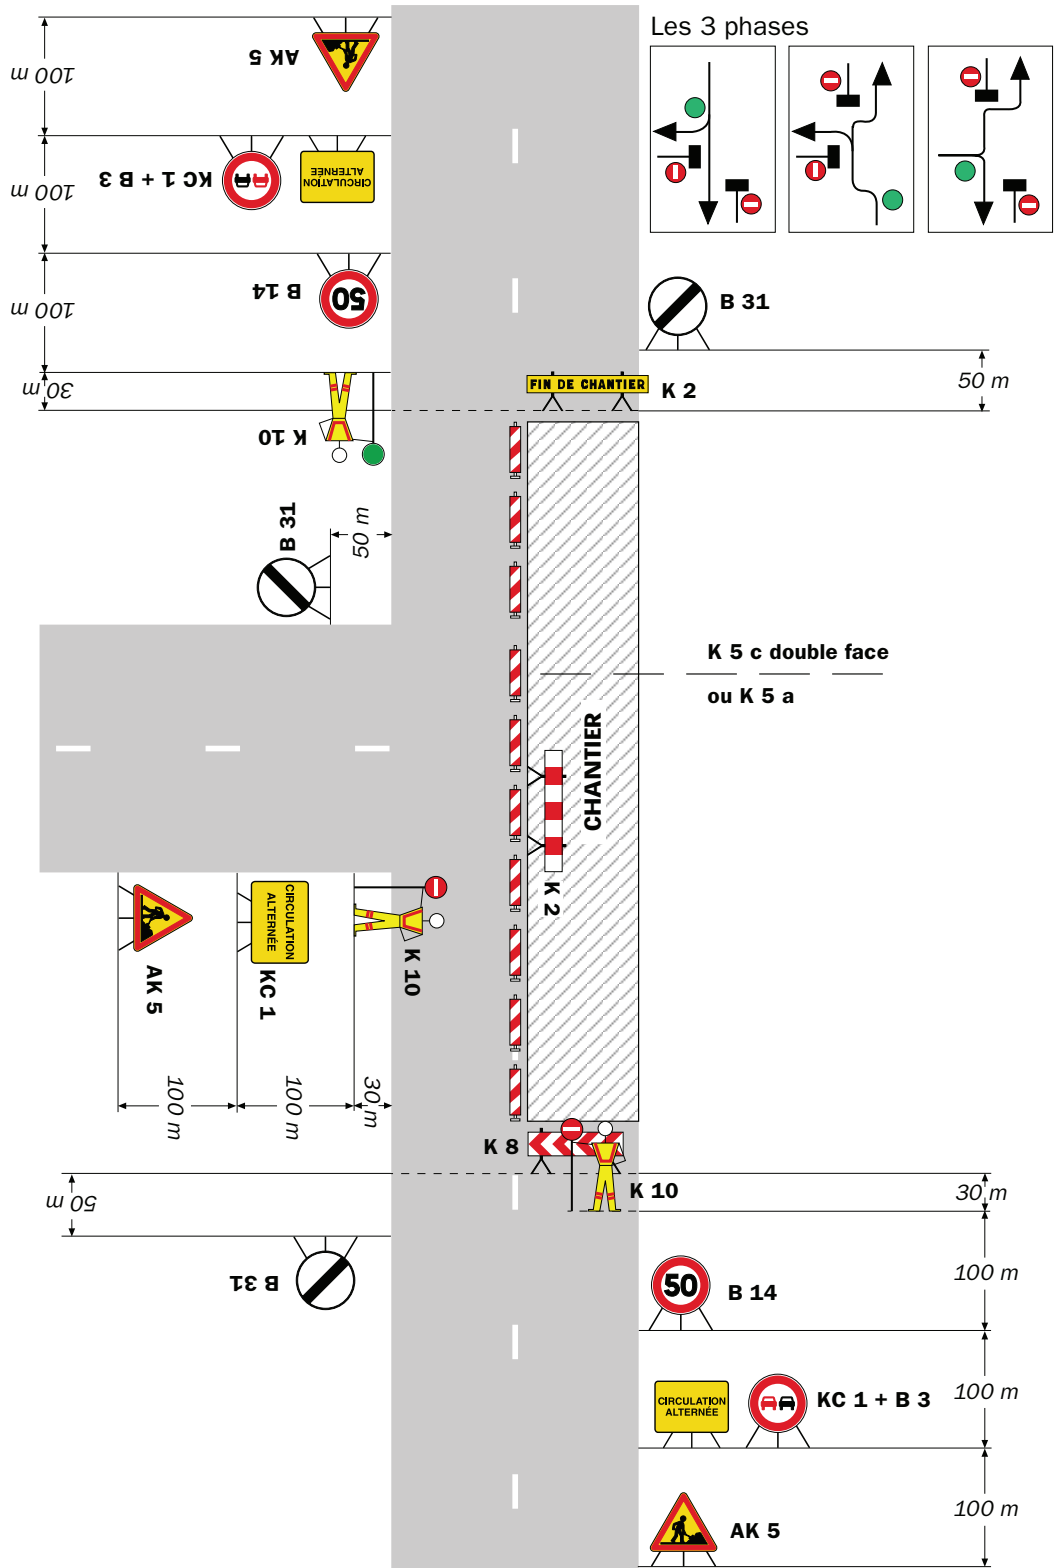 Les 3 phases
100 m
AK 5
100 m
KC 1 + B 3
CIRCULATION
ALTERNÉE
100 m
B 14
50
B 31
30 m
K 10
FIN DE CHANTIER
K 2
50 m
B 31
50 m
K 5 c double face
ou K 5 a
CHANTIER
K 2
AK 5
CIRCULATION
ALTERNÉE
KC 1
K 10
100 m
100 m
30 m
K 8
K 10
30 m
50 m
B 31
50
B 14
100 m
CIRCULATION
ALTERNÉE
KC 1 + B 3
100 m
AK 5
100 m